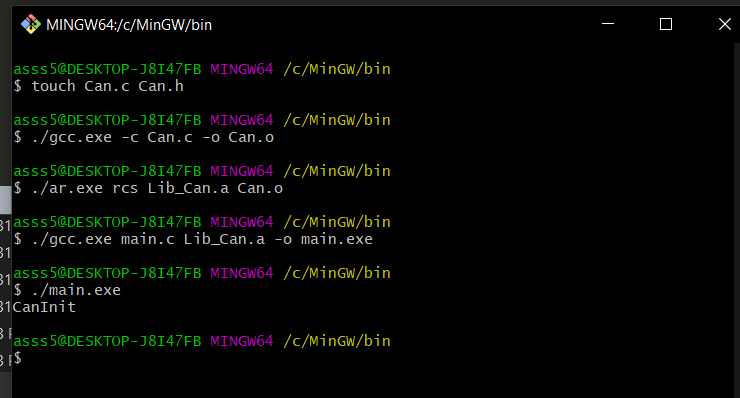 MINGW64:/c/MinGW/bin
asss5@DESKTOP-J8I47FB MINGW64 /c/MinGW/bin
$ touch Can.c Can.h
asss5@DESKTOP-J8I47FB MINGW64 /c/MinGW/bin
$ ./gcc.exe -c Can.c -o Can.o
asss5@DESKTOP-J8I47FB MINGW64 /c/MinGW/bin
$ ./ar.exe rcs Lib_Can.a Can.o
asss5@DESKTOP-J8I47FB MINGW64 /c/MinGW/bin
$ ./gcc.exe main.c Lib_Can.a -o main.exe
asss5@DESKTOP-J8I47FB MINGW64 /c/MinGW/bin
$ ./main.exe
CanInit
asss5@DESKTOP-J8I47FB MINGW64 /c/MinGW/bin
$